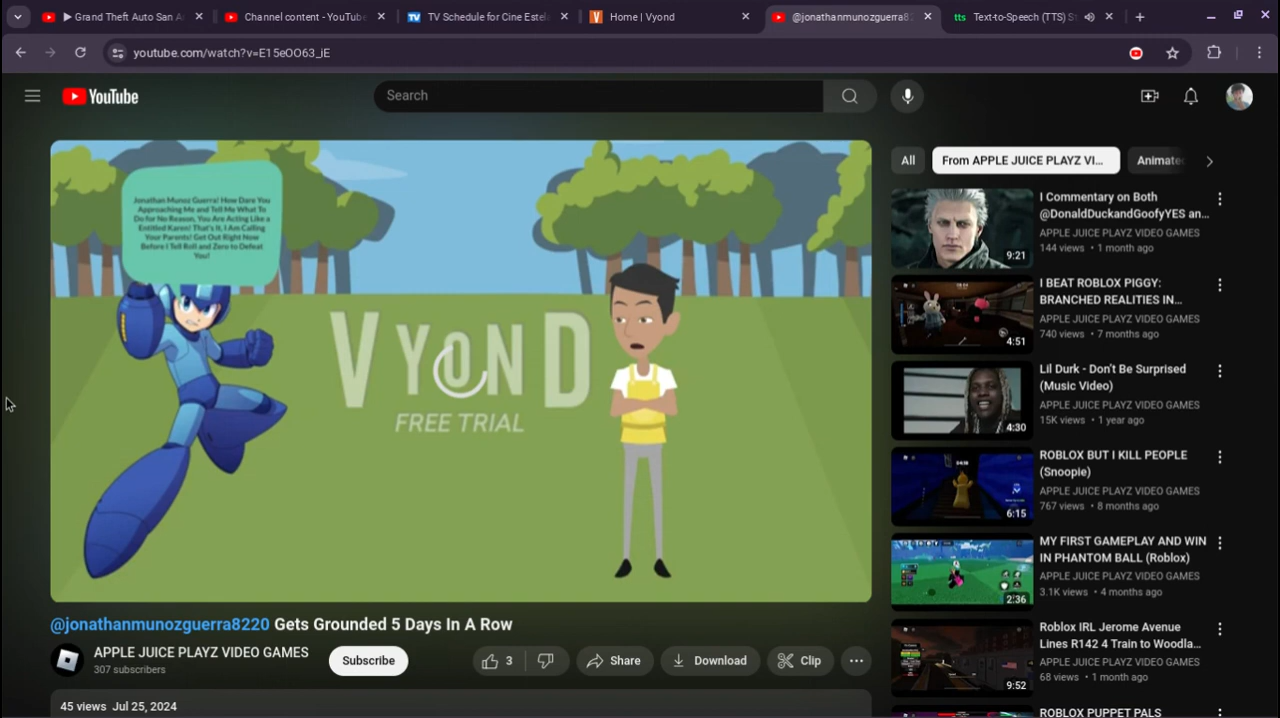 Grand Theft Auto San A
Channel content - YouTube
TV Schedule for Cine Estel
Home | Vyond
@jonathanmunozguerra82
tts Text-to-Speech (TTS) S
youtube.com/watch?v=E15eOO63_iE
YouTube
Search
All
From APPLE JUICE PLAYZ VI...
Animate
Jonathan Munoz Guerra! How Dare You
Approaching Me and Tell Me What To
Do for No Reason, You Are Acting Like a
Entitled Karen! That's It, I Am Calling
Your Parents! Get Out Right Now
Before I Tell Roll and Zero to Defeat
You!
VYOND
FREE TRIAL
@jonathanmunozguerra8220 Gets Grounded 5 Days In A Row
APPLE JUICE PLAYZ VIDEO GAMES
307 subscribers
Subscribe
3
Share
Download
Clip
45 views Jul 25, 2024
I Commentary on Both
@DonaldDuckandGoofyYES an...
APPLE JUICE PLAYZ VIDEO GAMES
144 views • 1 month ago
9:21
I BEAT ROBLOX PIGGY:
BRANCHED REALITIES IN...
APPLE JUICE PLAYZ VIDEO GAMES
740 views • 7 months ago
4:51
Lil Durk - Don't Be Surprised
(Music Video)
APPLE JUICE PLAYZ VIDEO GAMES
15K views • 1 year ago
4:30
ROBLOX BUT I KILL PEOPLE
(Snoopie)
APPLE JUICE PLAYZ VIDEO GAMES
767 views • 8 months ago
6:15
MY FIRST GAMEPLAY AND WIN
IN PHANTOM BALL (Roblox)
APPLE JUICE PLAYZ VIDEO GAMES
3.1K views • 4 months ago
2:36
Roblox IRL Jerome Avenue
Lines R142 4 Train to Woodla...
APPLE JUICE PLAYZ VIDEO GAMES
68 views • 1 month ago
9:52
ROBLOX PUPPET PALS